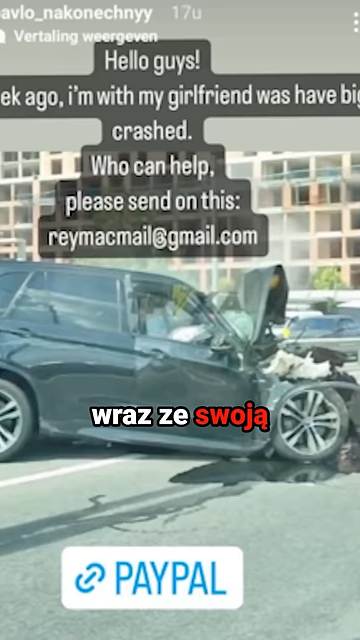 pavlo_nakonechnyy 17u
Vertaling weergeven
Hello guys!
ek ago, i'm with my girlfriend was have big
crashed.
Who can help,
please send on this:
reymacmail@gmail.com
wraz ze swoją
PAYPAL